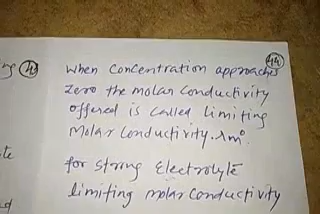 (44)
When concentration approaches
zero the molar conductivity
offered is called limiting
Molar conductivity. Λm°.
for strong Electrolyte
limiting molar conductivity